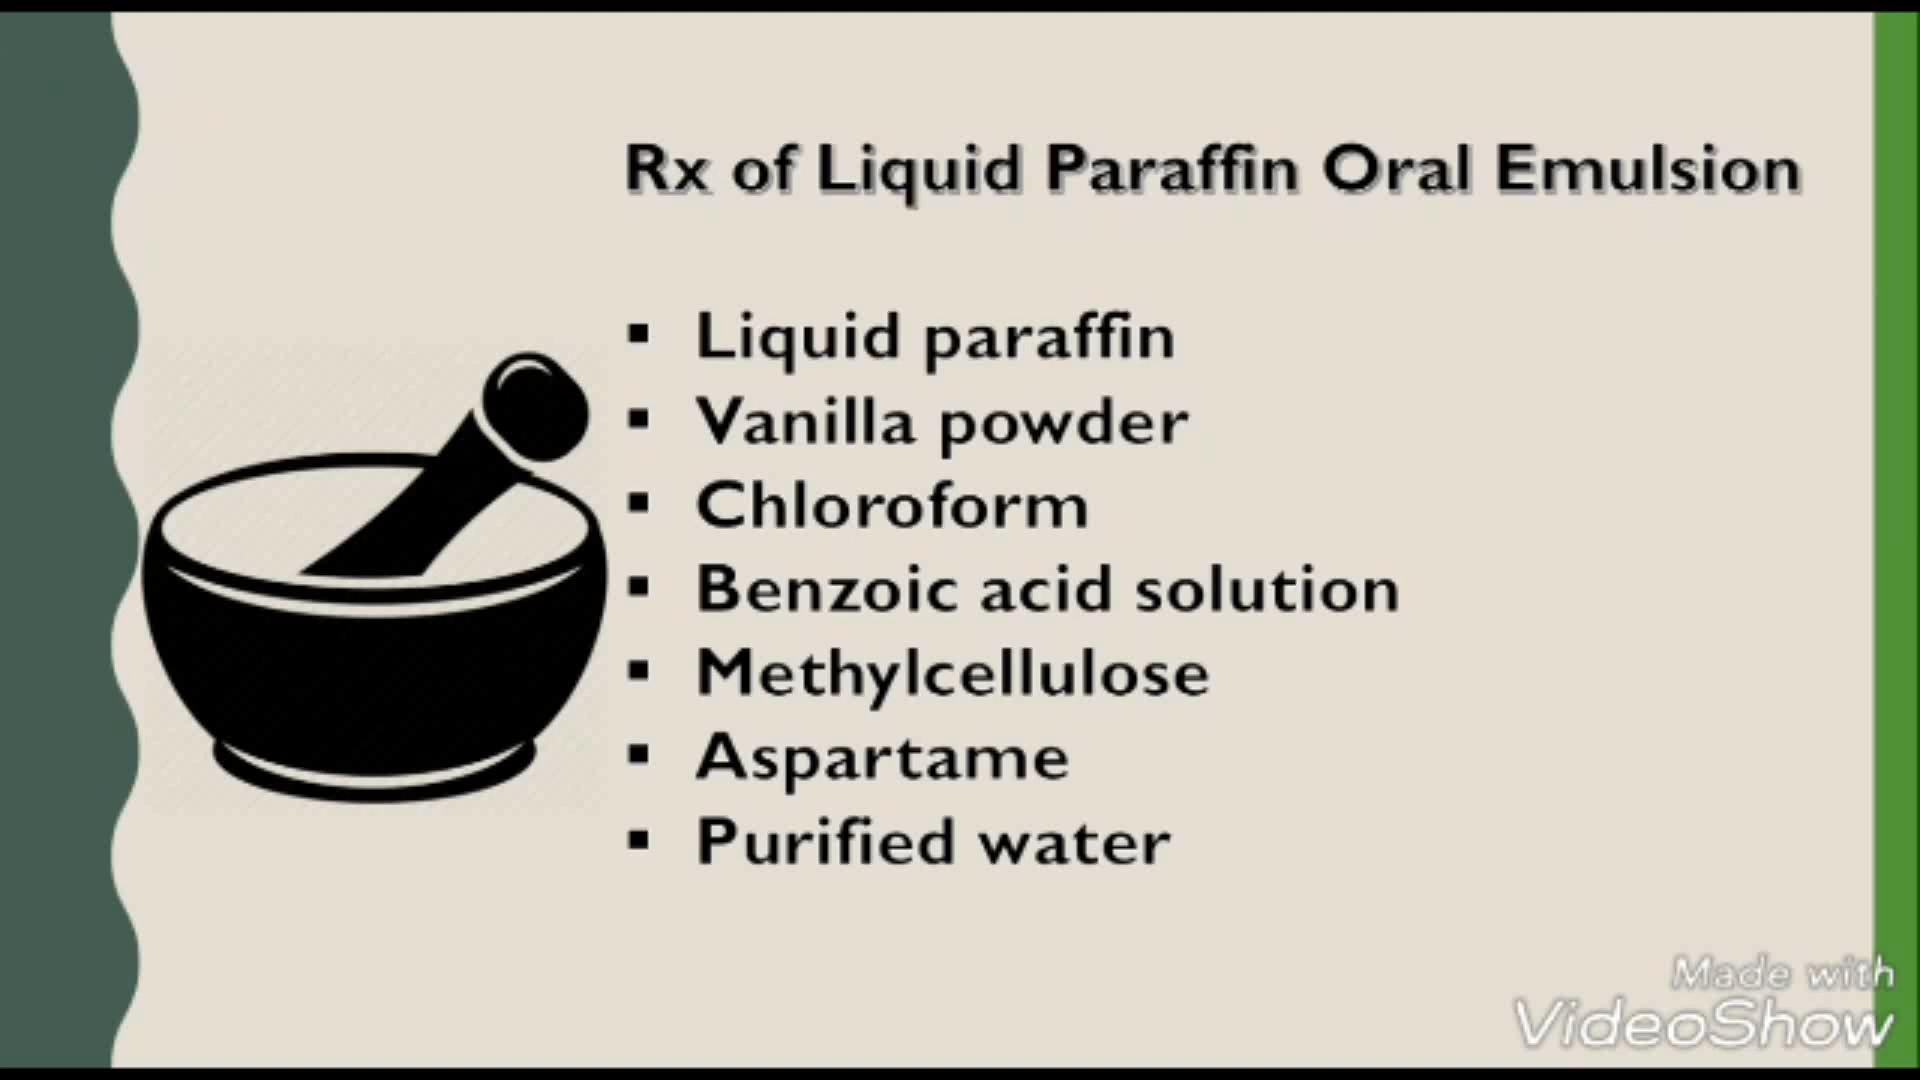 Rx of Liquid Paraffin Oral Emulsion
▪ Liquid paraffin
▪ Vanilla powder
▪ Chloroform
▪ Benzoic acid solution
▪ Methylcellulose
▪ Aspartame
▪ Purified water
Made with
VideoShow